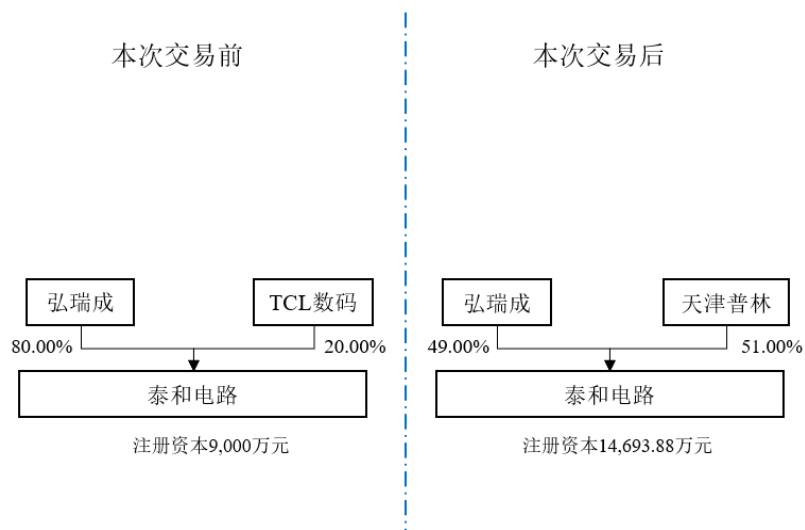 本次交易前
弘瑞成
TCL数码
80.00%
20.00%
泰和电路
注册资本9,000万元
本次交易后
弘瑞成
天津普林
49.00%
51.00%
泰和电路
注册资本14,693.88万元